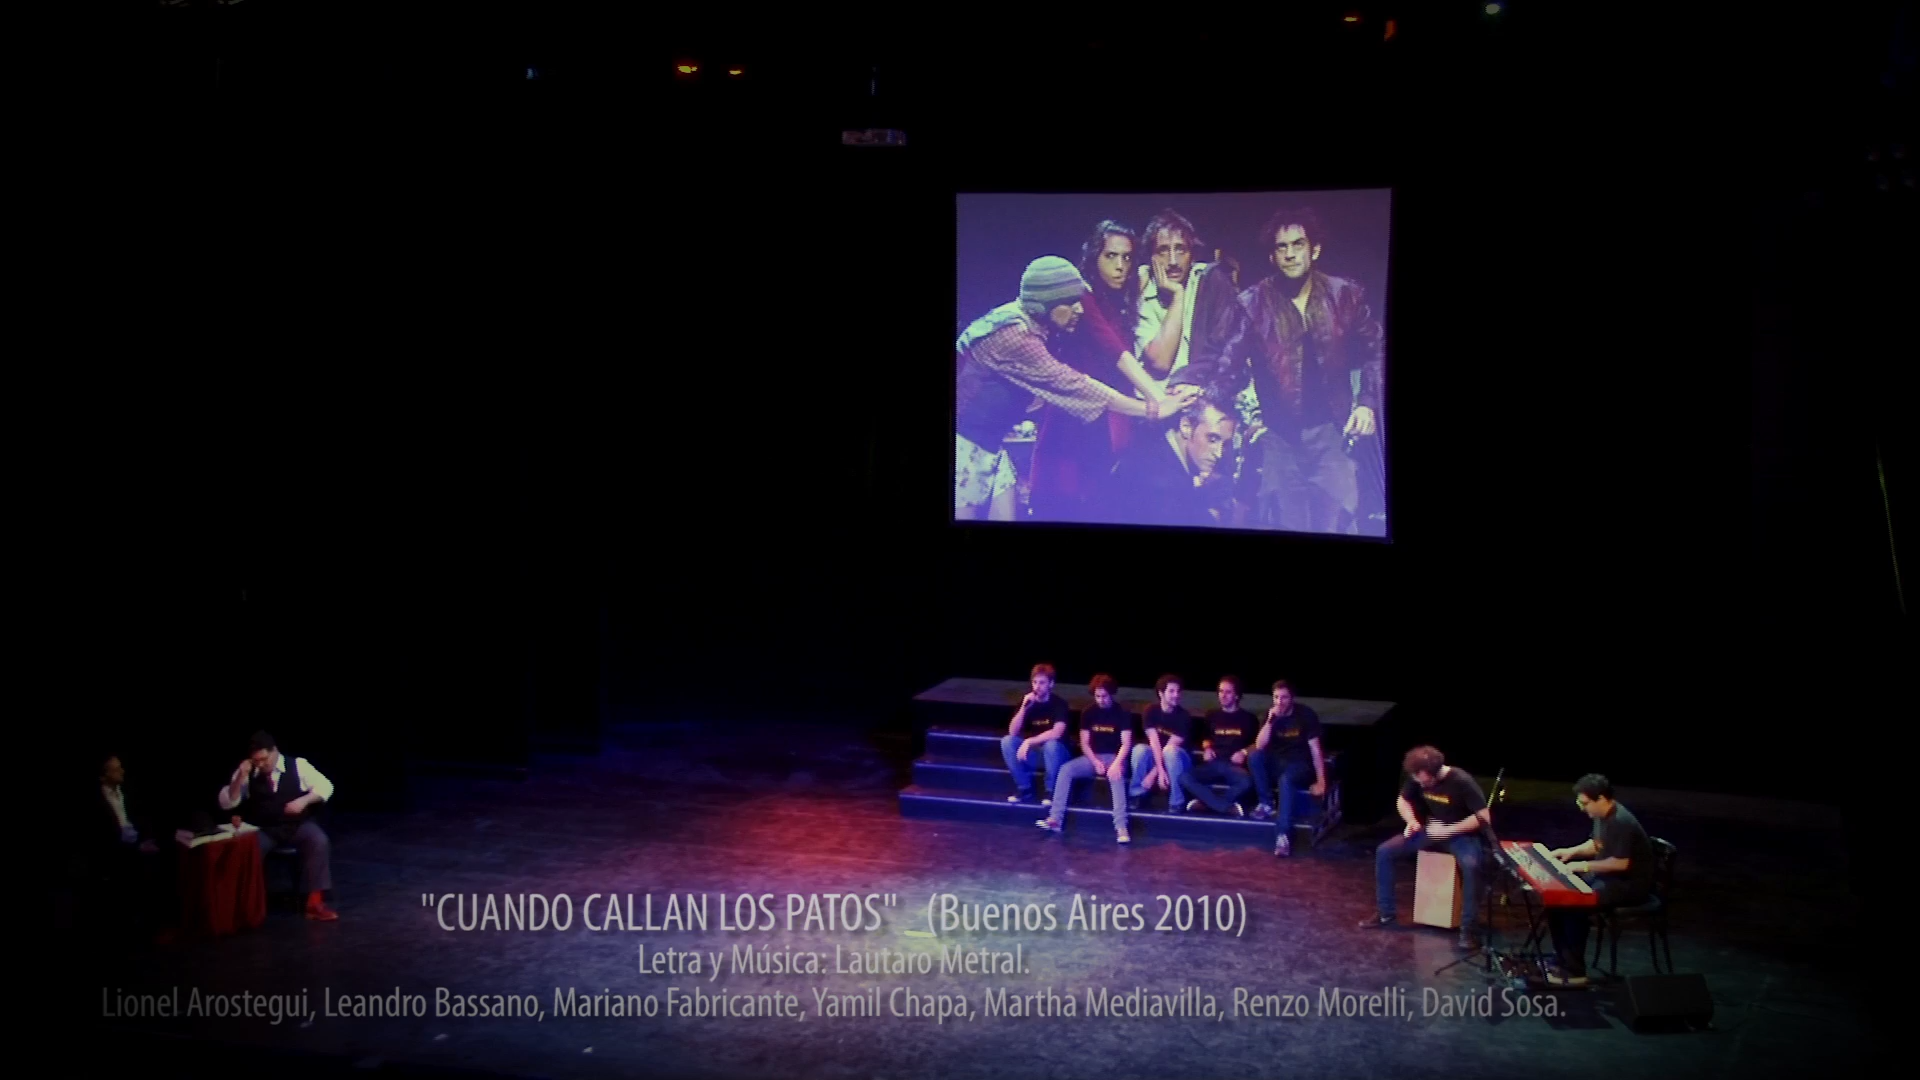 "CUANDO CALLAN LOS PATOS" _ (Buenos Aires 2010)
Letra y Música: Lautaro Metral.
Lionel Arostegui, Leandro Bassano, Mariano Fabricante, Yamil Chapa, Martha Mediavilla, Renzo Morelli, David Sosa.